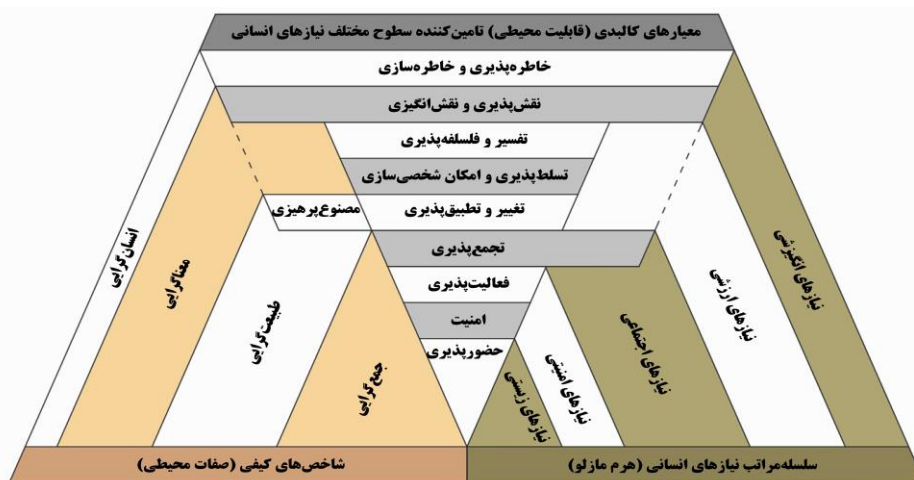 معیارهای کالبدی (قابلیت محیطی) تامین‌کننده سطوح مختلف نیازهای انسانی
خاطره‌پذیری و خاطره‌سازی
نقش‌پذیری و نقش‌انگیزی
تفسیر و فلسفه‌پذیری
تسلط‌پذیری و امکان شخصی‌سازی
تغییر و تطبیق‌پذیری
مصنوع‌پرهیزی
تجمع‌پذیری
فعالیت‌پذیری
امنیت
حضورپذیری
نیازهای انگیزشی
نیازهای ارزشی
نیازهای اجتماعی
نیازهای امنیتی
نیازهای زیستی
جمع‌گرایی
طبیعت‌گرایی
معناگرایی
انسان‌گرایی
سلسله‌مراتب نیازهای انسانی (هرم مازلو)
شاخص‌های کیفی (صفات محیطی)